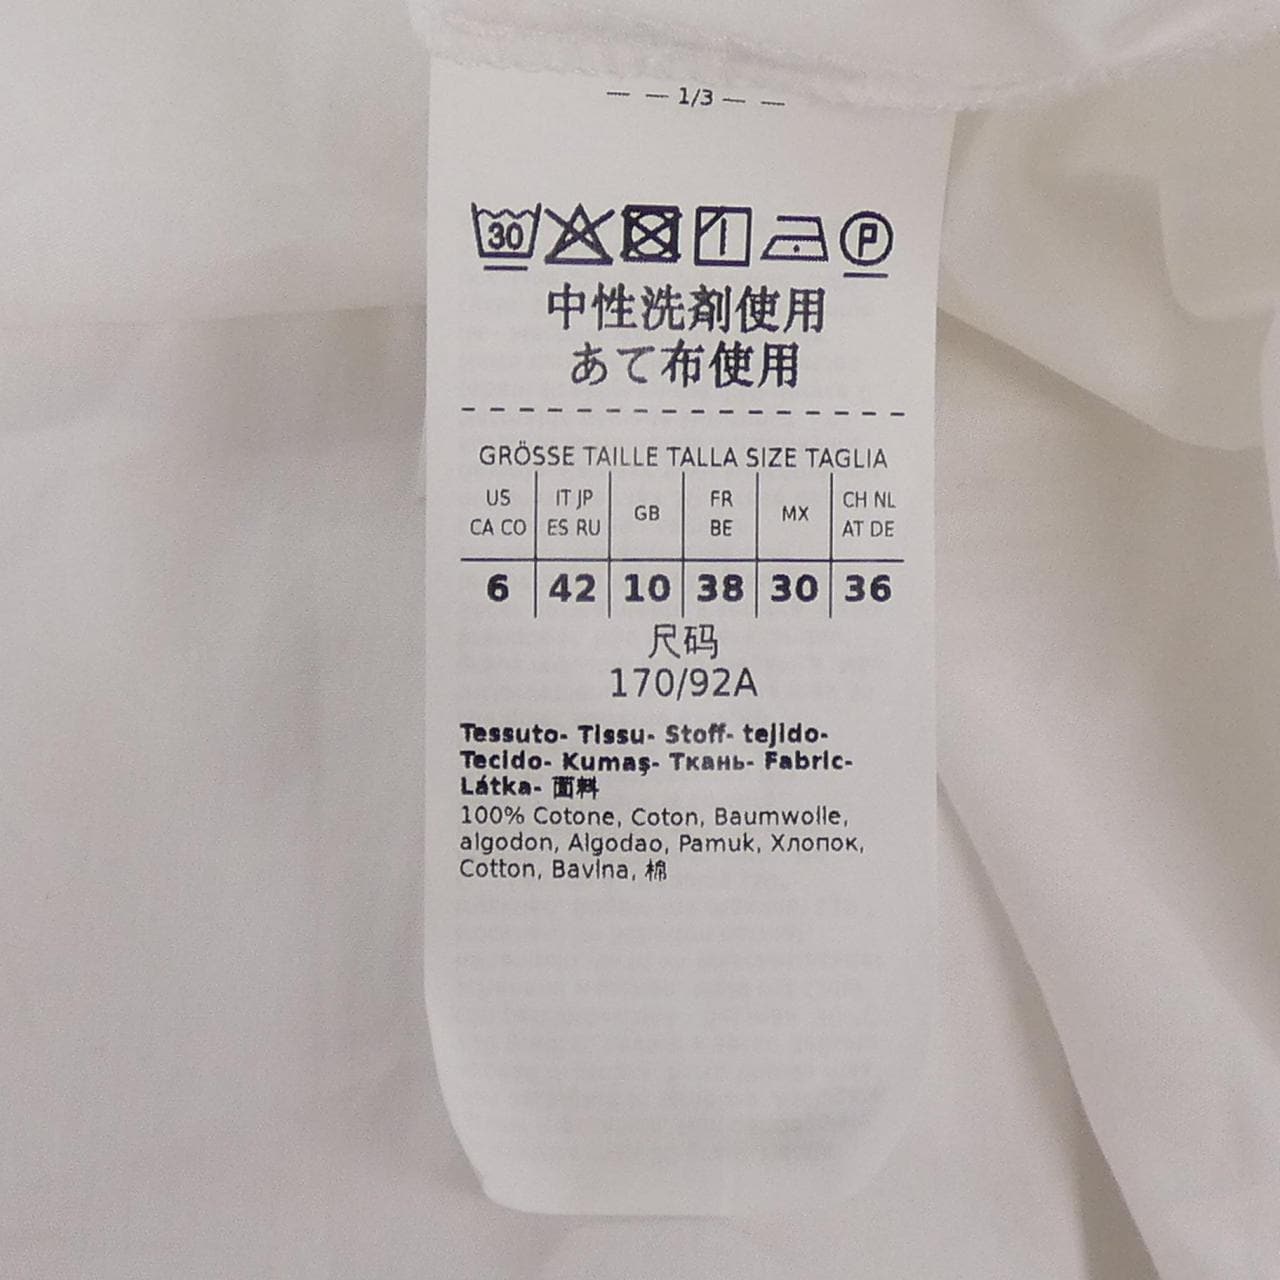 — — 1/3 — —
30 P
中性洗剤使用
あて布使用
GRÖSSE TAILLE TALLA SIZE TAGLIA
US CA CO IT JP ES RU GB FR BE MX CH NL AT DE
6 42 10 38 30 36
尺码
170/92A
Tessuto- Tissu- Stoff- tejido-
Tecido- Kumaş- Ткань- Fabric-
Látka- 面料
100% Cotone, Coton, Baumwolle,
algodon, Algodao, Pamuk, Хлопок,
Cotton, Bavlna, 棉